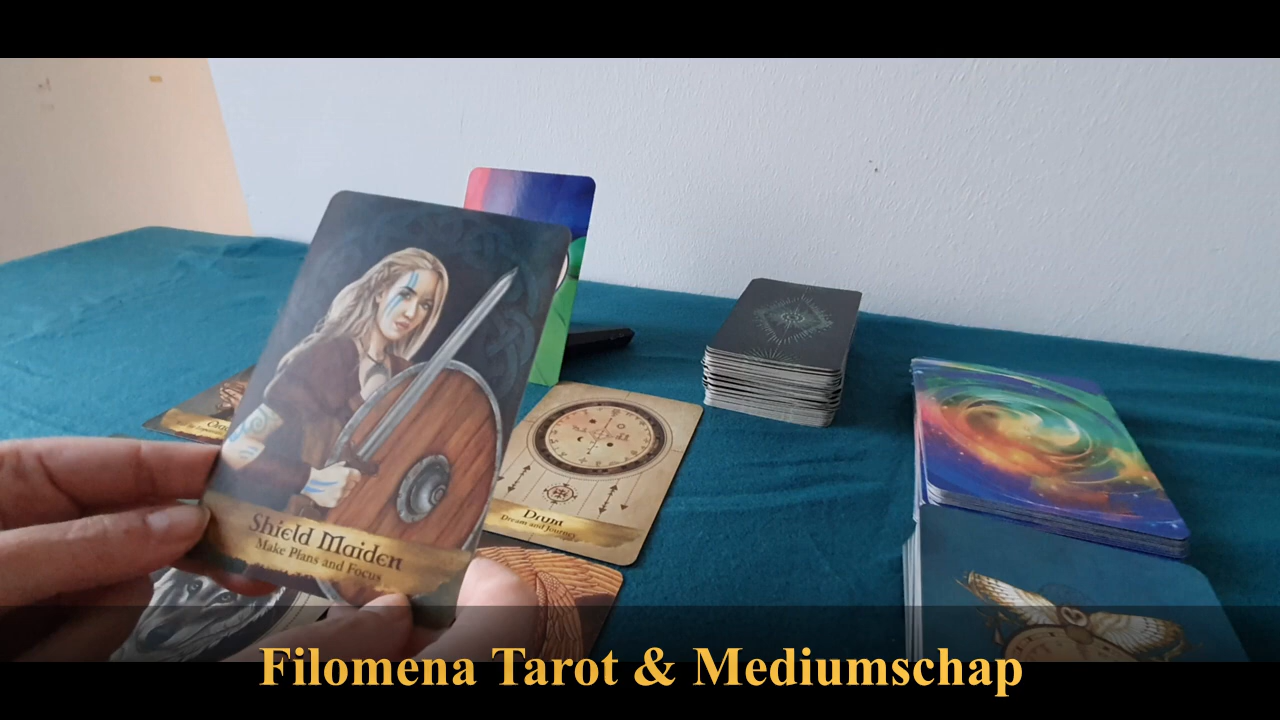 Shield Maiden
Make Plans and Focus
Drum
Dream and Journey
Filomena Tarot & Mediumschap